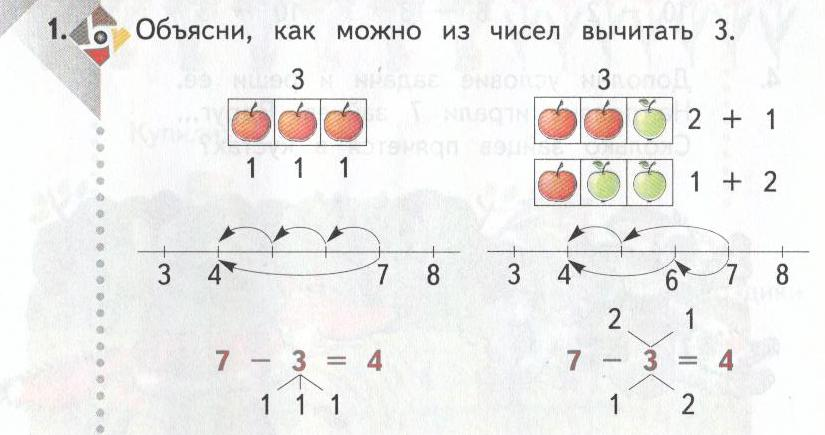 1. Объясни, как можно из чисел вычитать 3.
3
1 1 1
3
2 + 1
1 + 2
3 4 7 8
3 4 6 7 8
7 − 3 = 4
1 1 1
2 1
7 − 3 = 4
1 2